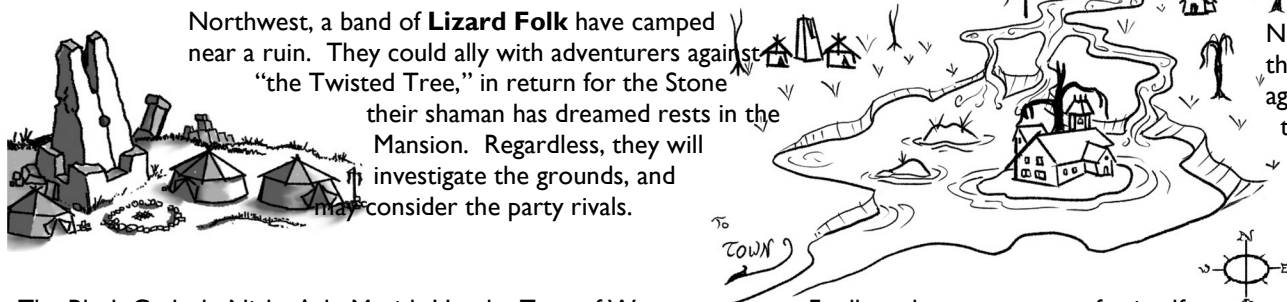 Northwest, a band of Lizard Folk have camped
near a ruin. They could ally with adventurers against
“the Twisted Tree,” in return for the Stone
their shaman has dreamed rests in the
Mansion. Regardless, they will
investigate the grounds, and
may consider the party rivals.
To
TOWN
N
W
E
N
th
ag
t